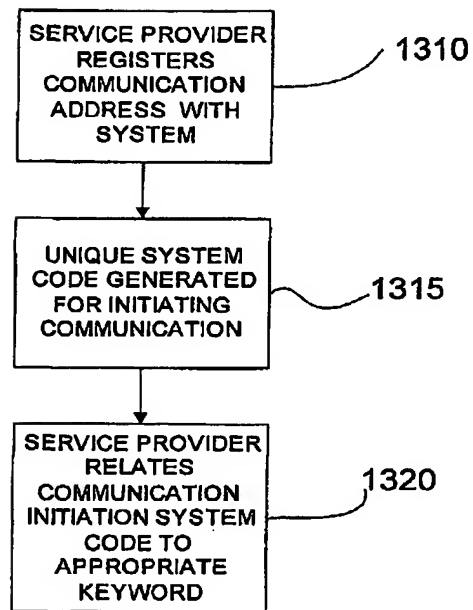 SERVICE PROVIDER
REGISTERS
COMMUNICATION
ADDRESS WITH
SYSTEM
1310
UNIQUE SYSTEM
CODE GENERATED
FOR INITIATING
COMMUNICATION
1315
SERVICE PROVIDER
RELATES
COMMUNICATION
INITIATION SYSTEM
CODE TO
APPROPRIATE
KEYWORD
1320